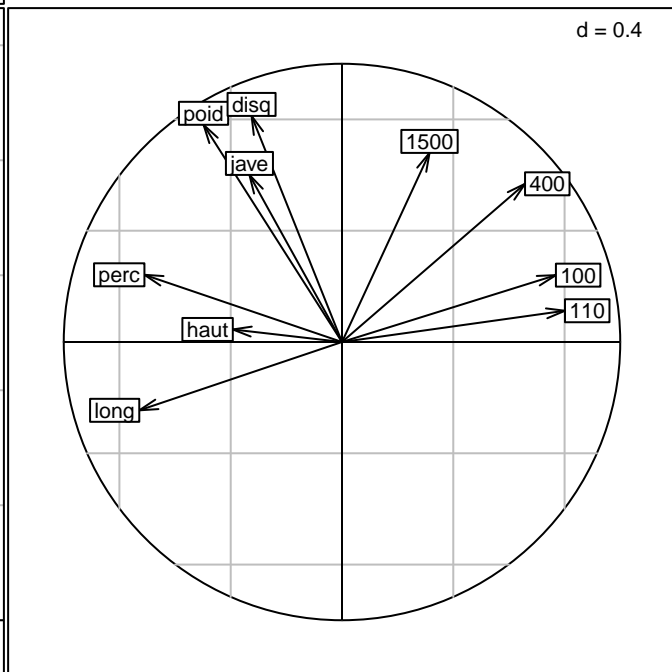 d = 0.4
disq
poid
1500
jave
400
perc
100
110
haut
long